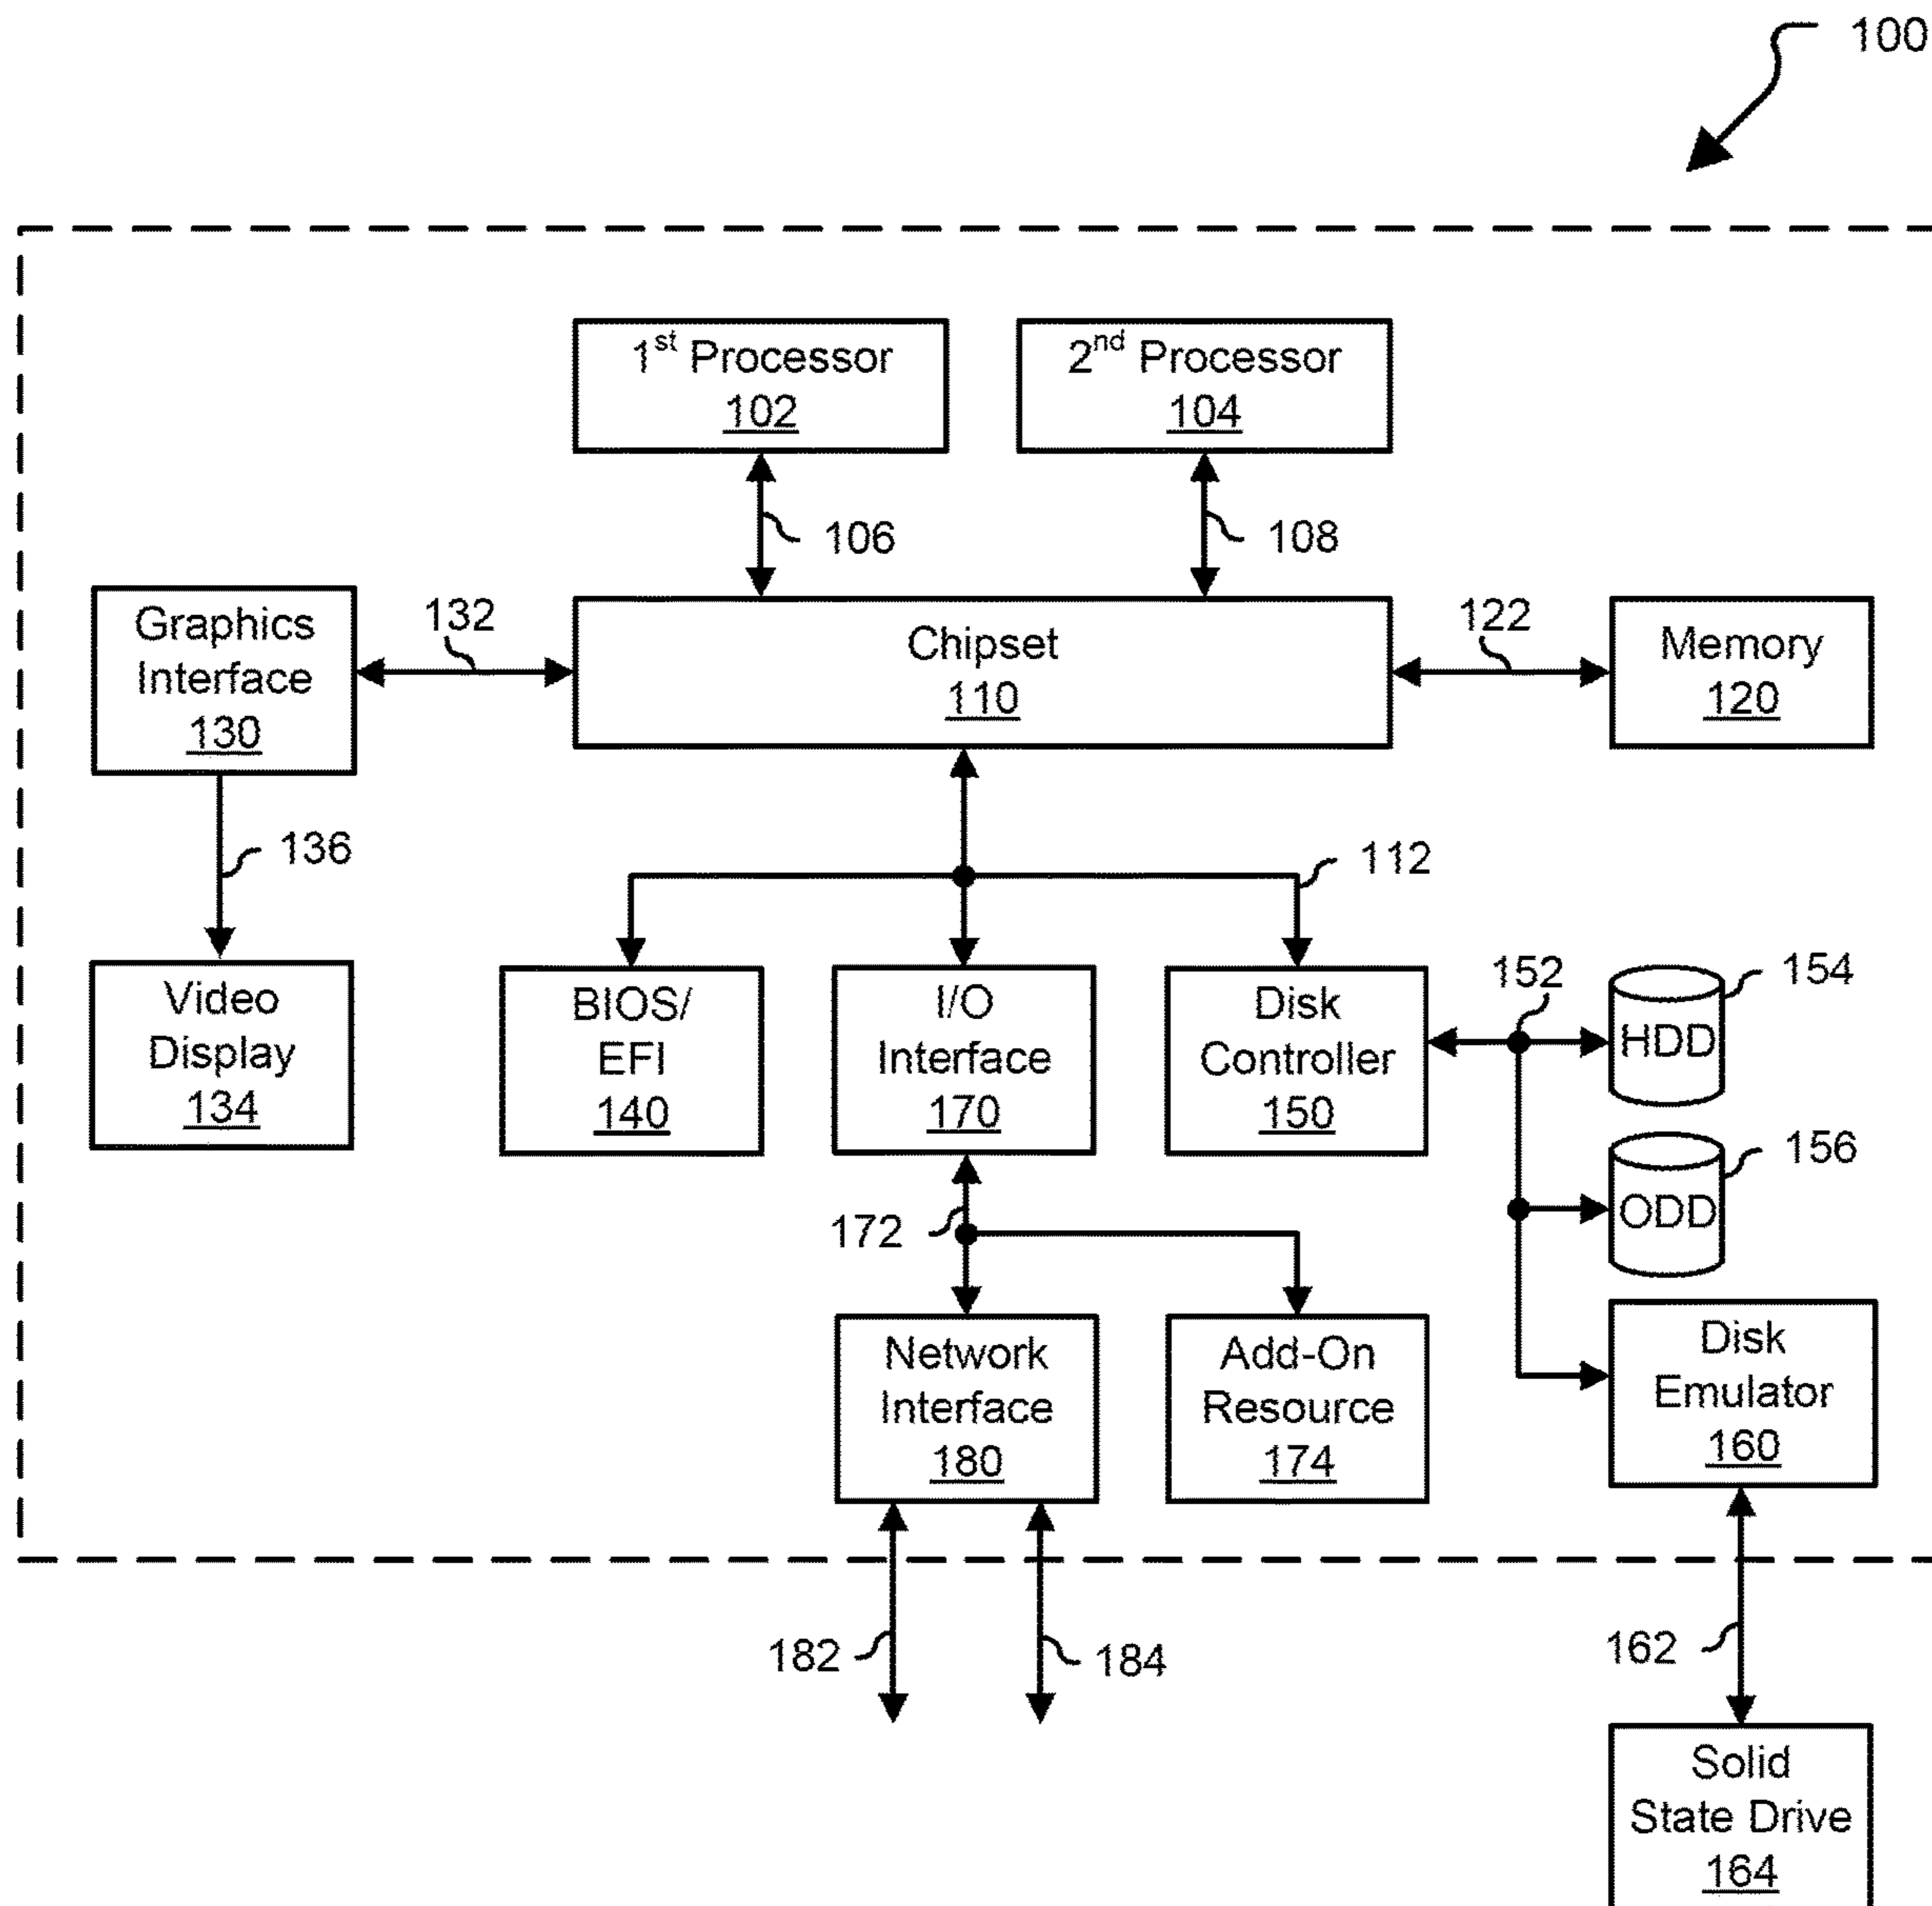 100
1st Processor
102
2nd Processor
104
106
108
Graphics
Interface
130
132
Chipset
110
122
Memory
120
136
112
Video
Display
134
BIOS/
EFI
140
I/O
Interface
170
Disk
Controller
150
152
HDD
154
ODD
156
172
Network
Interface
180
Add-On
Resource
174
Disk
Emulator
160
182
184
162
Solid
State Drive
164